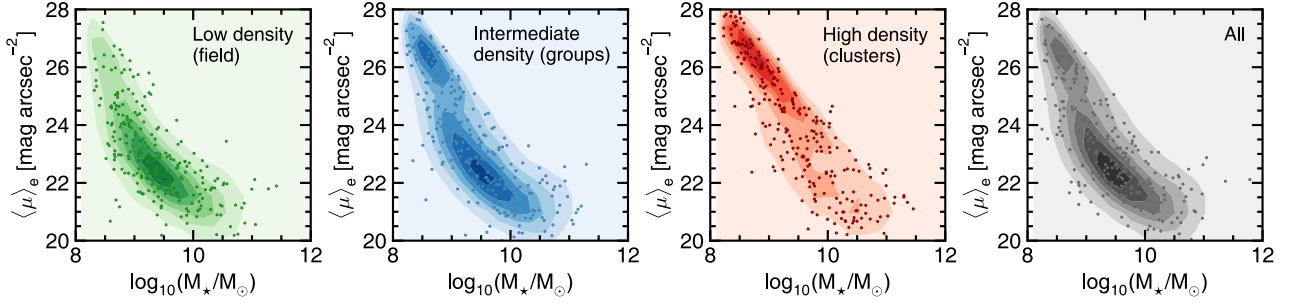 28
26
24
22
20
⟨μ⟩e [mag arcsec−2]
8
10
12
log10(M⋆/M⊙)
Low density
(field)
28
26
24
22
20
⟨μ⟩e [mag arcsec−2]
8
10
12
log10(M⋆/M⊙)
Intermediate
density (groups)
28
26
24
22
20
⟨μ⟩e [mag arcsec−2]
8
10
12
log10(M⋆/M⊙)
High density
(clusters)
28
26
24
22
20
⟨μ⟩e [mag arcsec−2]
8
10
12
log10(M⋆/M⊙)
All